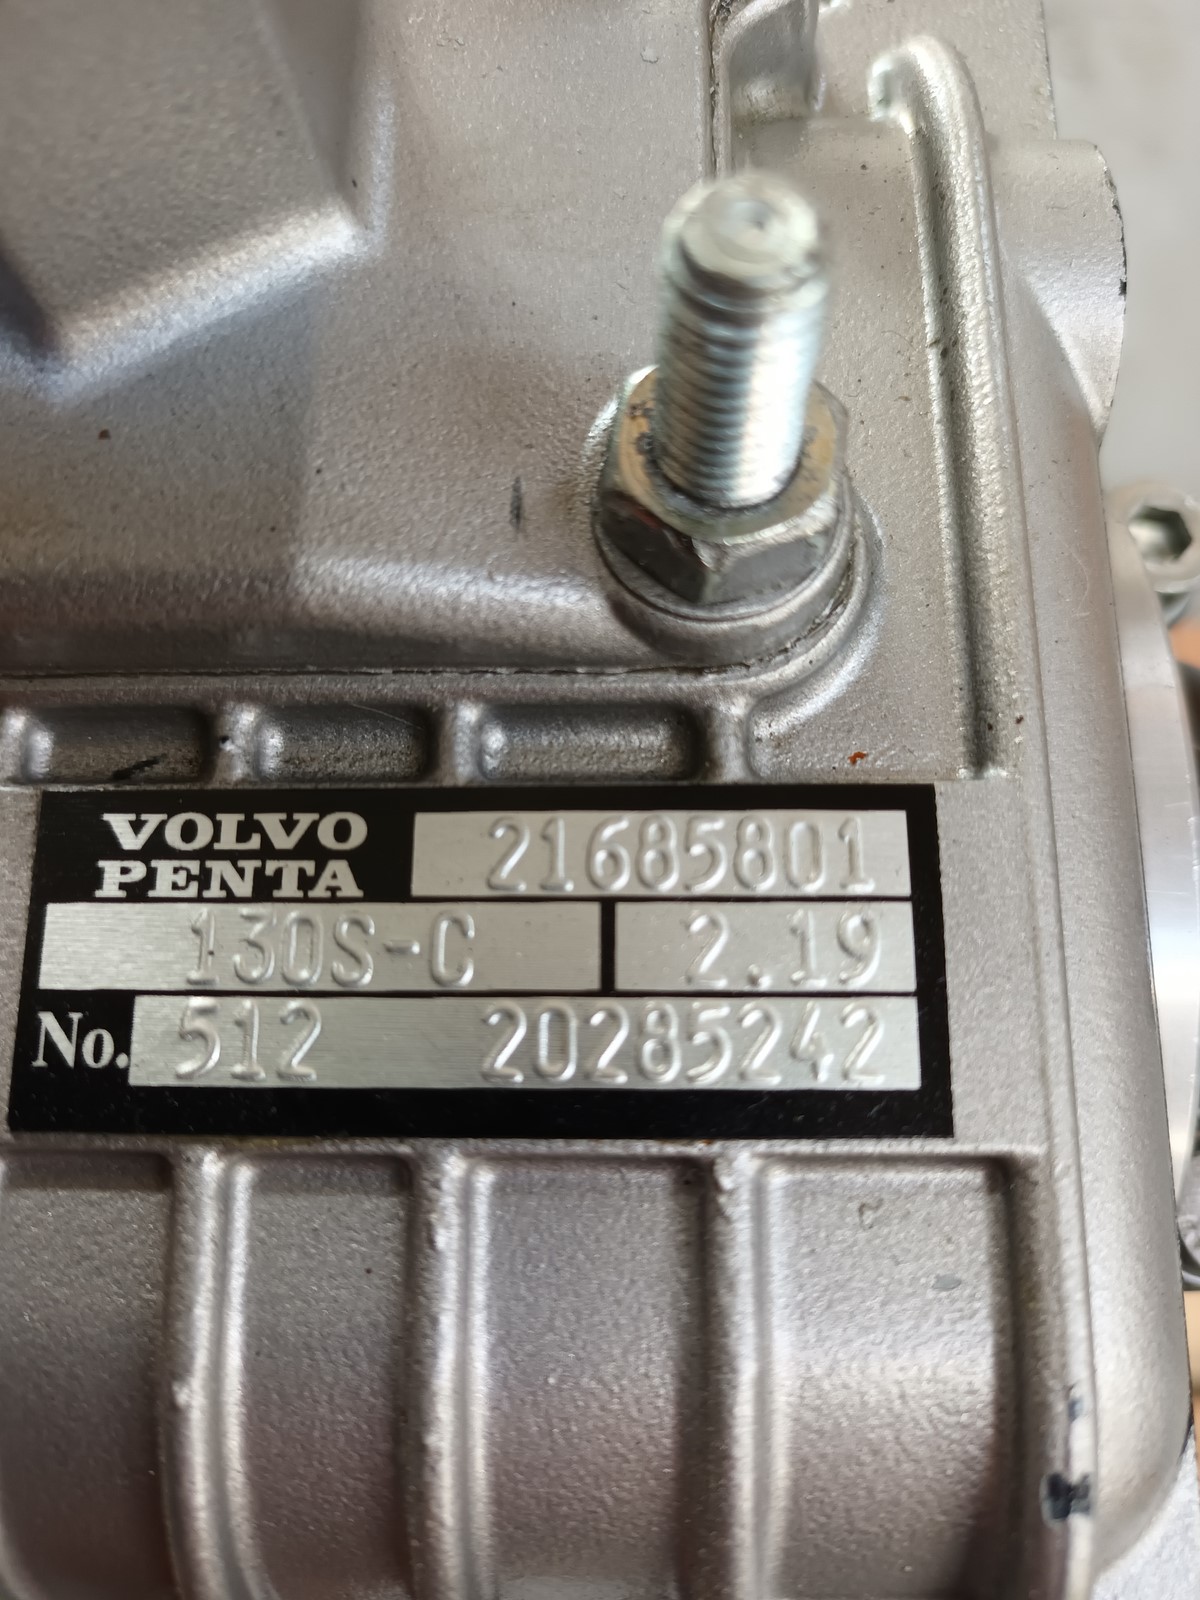 VOLVO
PENTA 21685801
130S-C 2.19
No. 512 20285242